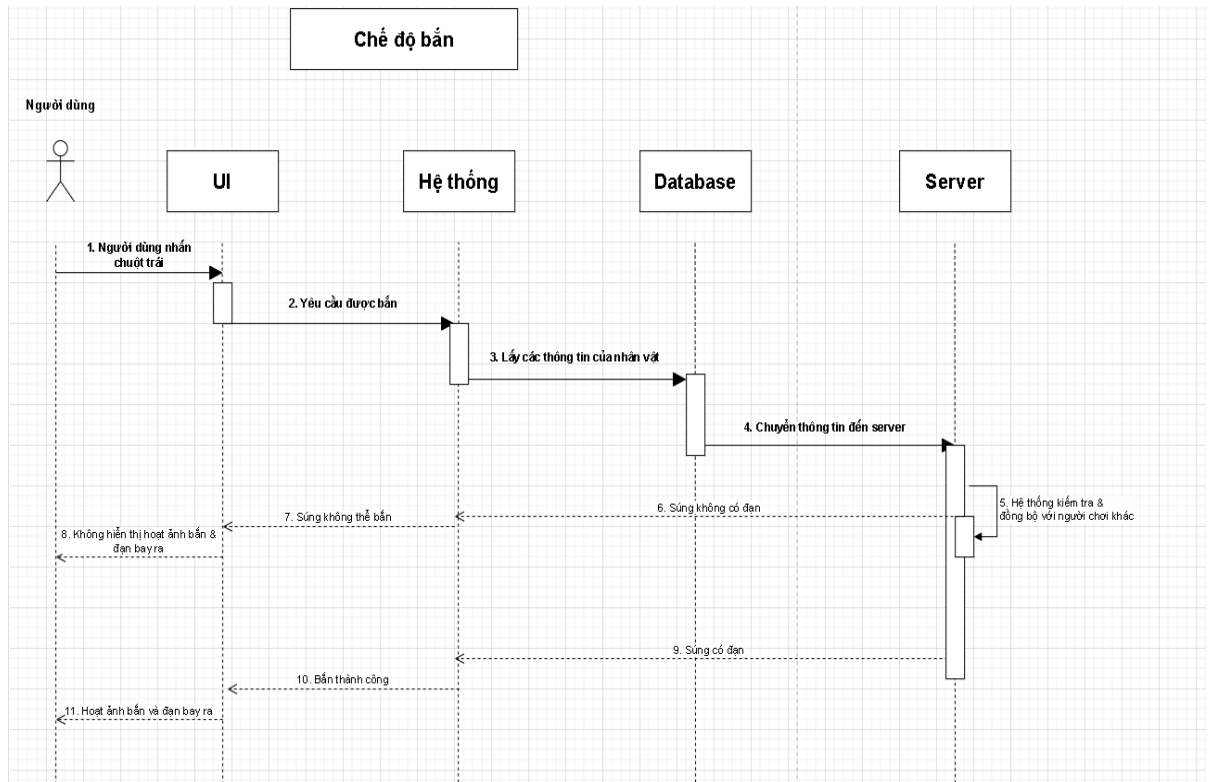 Chế độ bắn
Người dùng
UI
Hệ thống
Database
Server
1. Người dùng nhấn
chuột trái
2. Yêu cầu được bắn
3. Lấy các thông tin của nhân vật
4. Chuyển thông tin đến server
5. Hệ thống kiểm tra &
đồng bộ với người chơi khác
6. Súng không có đạn
7. Súng không thể bắn
8. Không hiển thị hoạt ảnh bắn &
đạn bay ra
9. Súng có đạn
10. Bắn thành công
11. Hoạt ảnh bắn và đạn bay ra